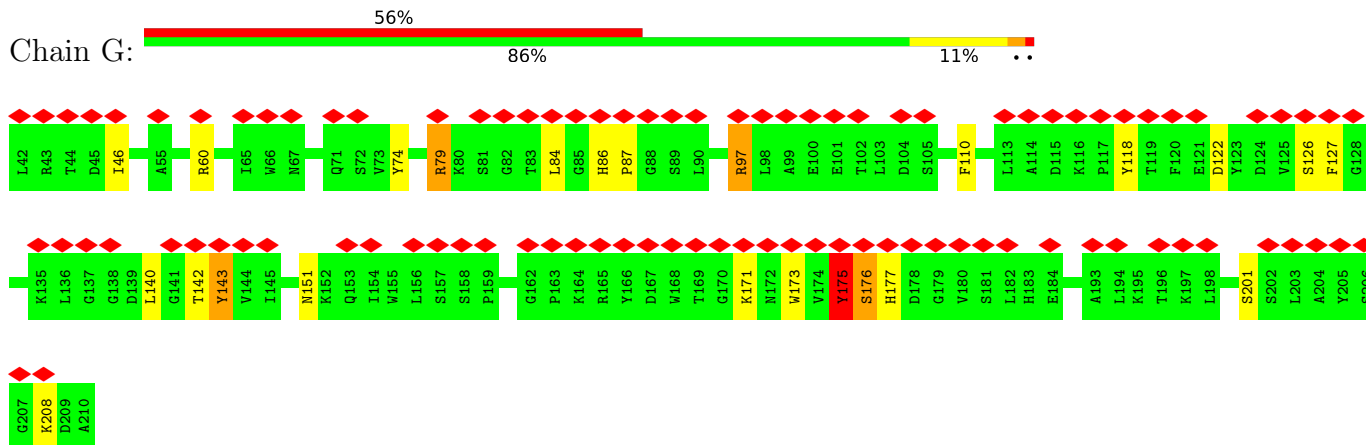 56%
Chain G:
86% 11% • •
L42 R43 T44 D45 I46 A55 R60 I65 W66 N67 Q71 S72 V73 Y74 R79 K80 S81 G82 T83 L84 G85 H86 P87 G88 S89 L90 R97 L98 A99 E100 E101 T102 L103 D104 S105 F110 L113 A114 D115 K116 P117 Y118 T119 F120 E121 D122 Y123 D124 V125 S126 F127 G128
K135 L136 G137 G138 D139 L140 G141 T142 Y143 V144 I145 N151 K152 Q153 I154 W155 L156 S157 S158 P159 G162 P163 K164 R165 Y166 D167 W168 T169 G170 K171 N172 W173 V174 Y175 S176 H177 D178 G179 V180 S181 L182 H183 E184 A193 L194 K195 T196 K197 L198 S201 S202 L203 A204 Y205 S206
G207 K208 D209 A210